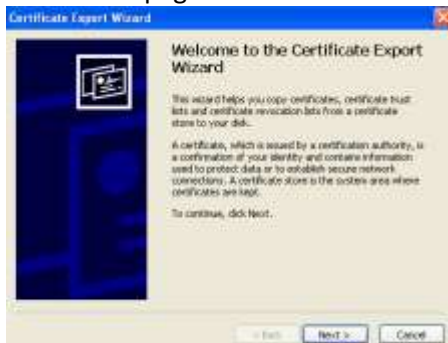 Certificate Export Wizard
Welcome to the Certificate Export
Wizard
This wizard helps you copy certificates, certificate trust
lists and certificate revocation lists from a certificate
store to your disk.
A certificate, which is issued by a certification authority, is
a confirmation of your identity and contains information
used to protect data or to establish secure network
connections. A certificate store is the system area where
certificates are kept.
To continue, click Next.
< Back Next > Cancel